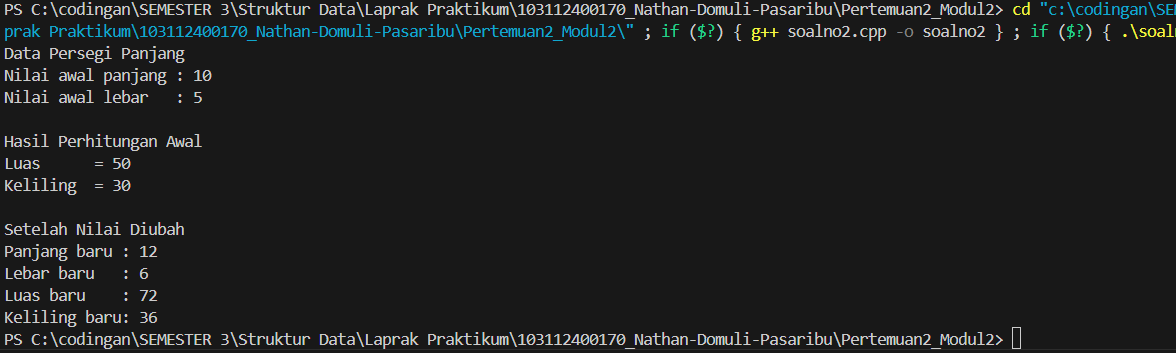 PS C:\codingan\SEMESTER 3\Struktur Data\Laprak Praktikum\103112400170_Nathan-Domuli-Pasaribu\Pertemuan2_Modul2> cd "c:\codingan\SE
prak Praktikum\103112400170_Nathan-Domuli-Pasaribu\Pertemuan2_Modul2\" ; if ($?) { g++ soalno2.cpp -o soalno2 } ; if ($?) { .\soal
Data Persegi Panjang
Nilai awal panjang : 10
Nilai awal lebar   : 5

Hasil Perhitungan Awal
Luas      = 50
Keliling  = 30

Setelah Nilai Diubah
Panjang baru : 12
Lebar baru   : 6
Luas baru    : 72
Keliling baru: 36
PS C:\codingan\SEMESTER 3\Struktur Data\Laprak Praktikum\103112400170_Nathan-Domuli-Pasaribu\Pertemuan2_Modul2>